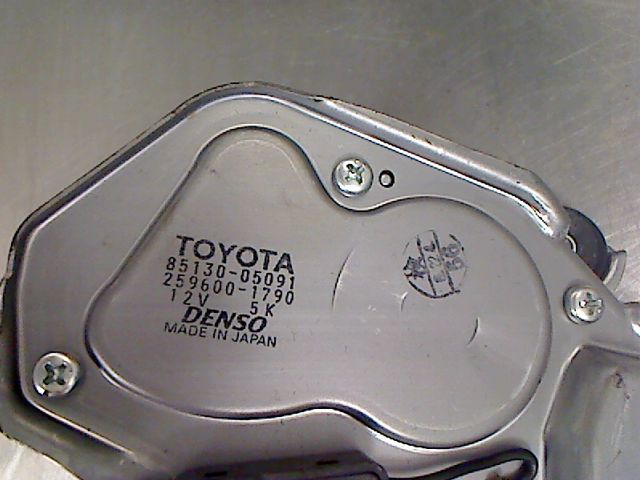 TOYOTA
85130-05091
259600-1790
12V 5K
DENSO
MADE IN JAPAN